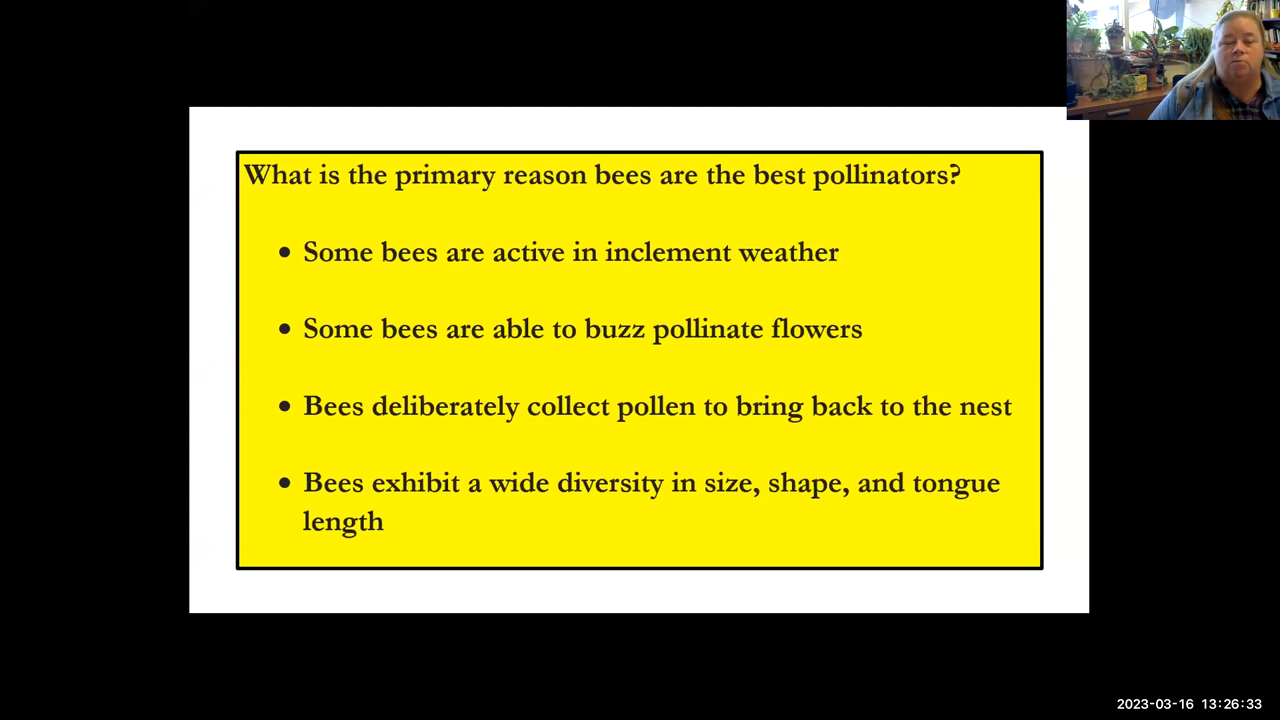 What is the primary reason bees are the best pollinators?
• Some bees are active in inclement weather
• Some bees are able to buzz pollinate flowers
• Bees deliberately collect pollen to bring back to the nest
• Bees exhibit a wide diversity in size, shape, and tongue
length
2023-03-16 13:26:33